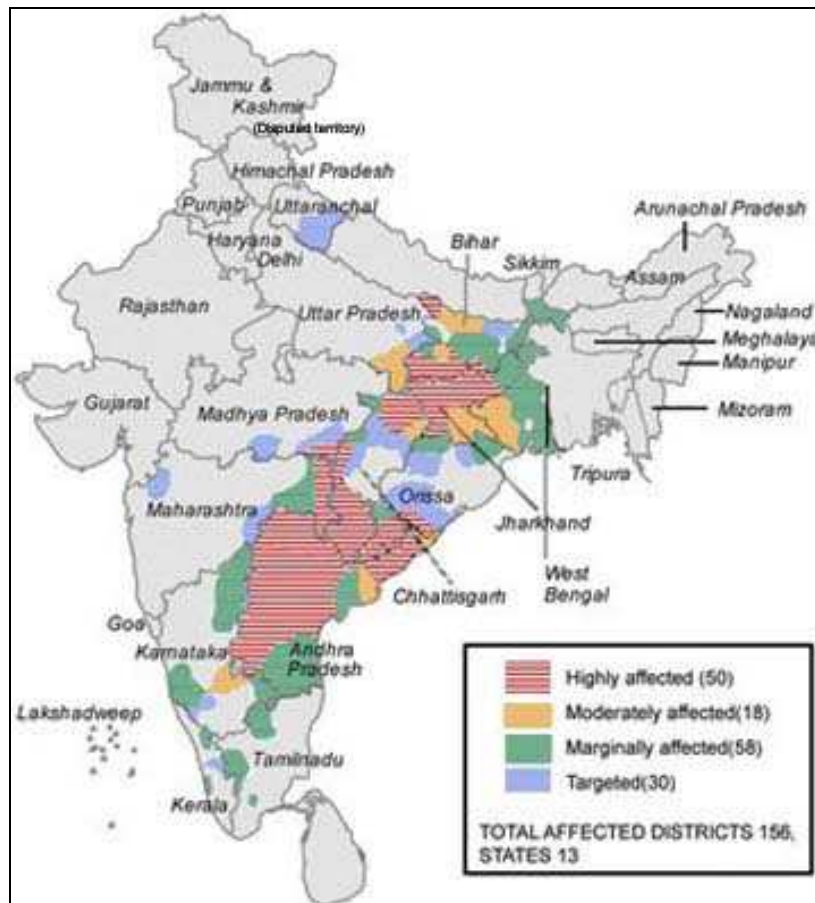 Jammu &
Kashmir
(Disputed territory)
Himachal Pradesh
Punjab
Uttaranchal
Haryana
Delhi
Arunachal Pradesh
Bihar
Sikkim
Assam
Rajasthan
Uttar Pradesh
Nagaland
Meghalaya
Manipur
Gujarat
Madhya Pradesh
Mizoram
Tripura
Maharashtra
Orissa
Jharkhand
West
Bengal
Chhattisgarh
Goa
Karnataka
Andhra
Pradesh
Lakshadweep
Tamilnadu
Kerala
Highly affected (50)
Moderately affected(18)
Marginally affected(58)
Targeted(30)
TOTAL AFFECTED DISTRICTS 156,
STATES 13